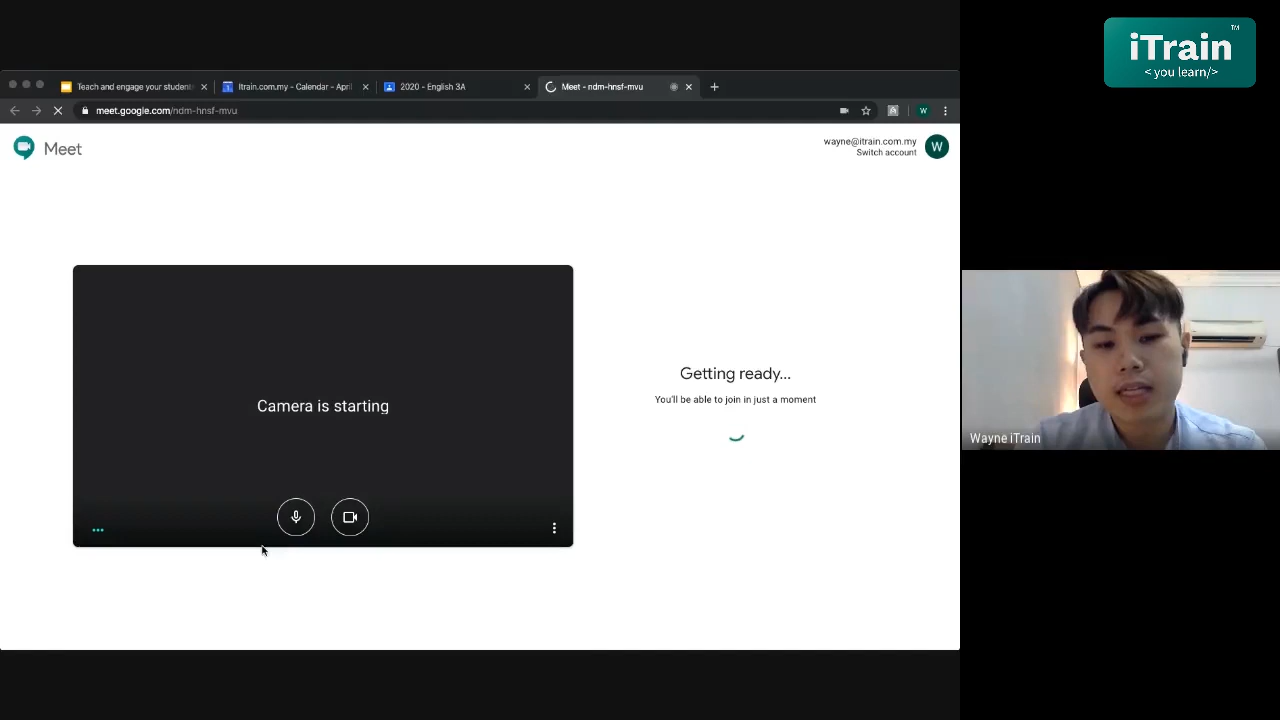 iTrain™
< you learn/>
Teach and engage your student
Itrain.com.my - Calendar - April
2020 - English 3A
Meet - ndm-hnsf-mvu
meet.google.com/ndm-hnsf-mvu
W
Meet
wayne@itrain.com.my
Switch account
W
Camera is starting
Getting ready...
You'll be able to join in just a moment
Wayne iTrain